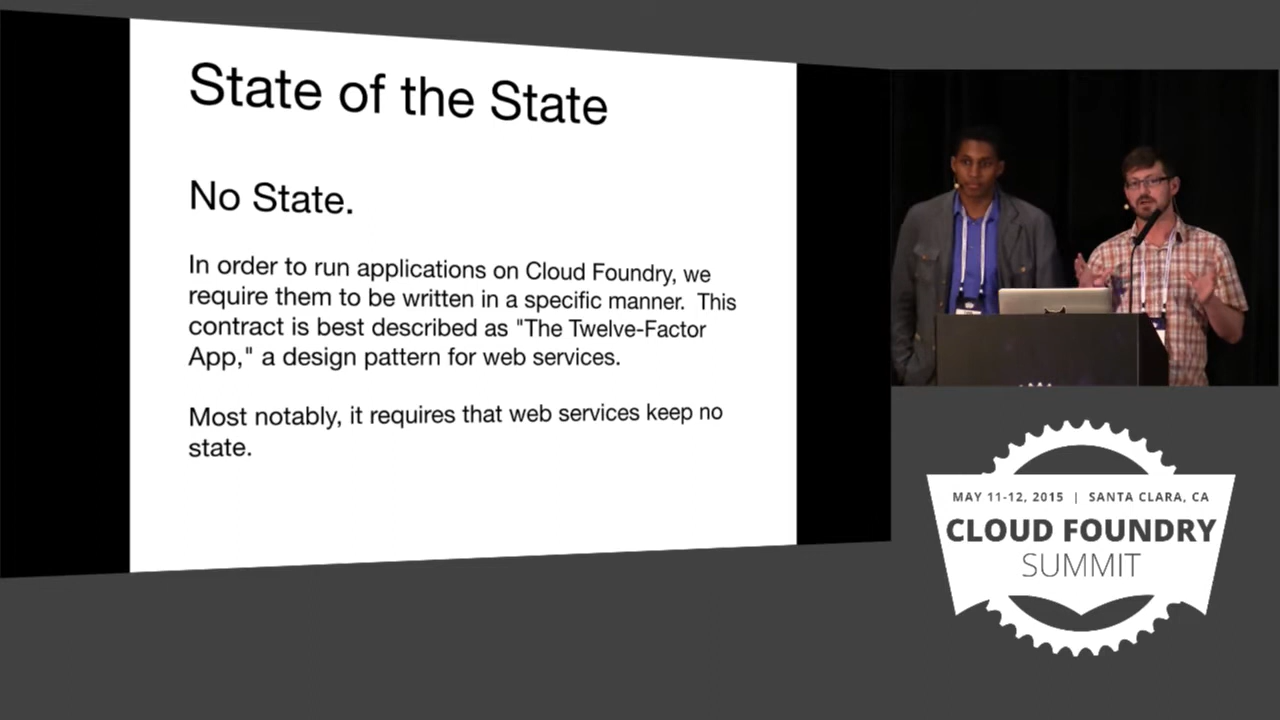 State of the State
No State.
In order to run applications on Cloud Foundry, we
require them to be written in a specific manner.  This
contract is best described as "The Twelve-Factor
App," a design pattern for web services.
Most notably, it requires that web services keep no
state.
MAY 11-12, 2015 | SANTA CLARA, CA
CLOUD FOUNDRY
SUMMIT